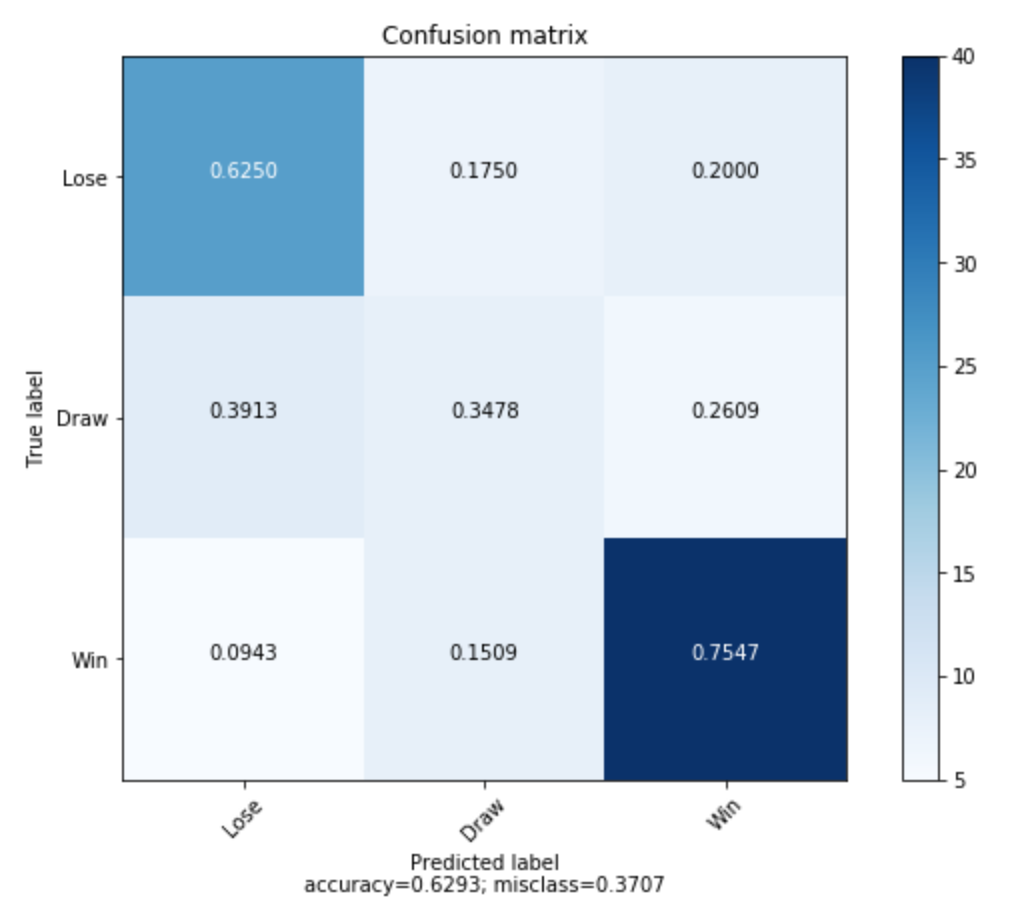 Confusion matrix
40
35
30
25
20
15
10
5
True label
Lose
0.6250
0.1750
0.2000
Draw
0.3913
0.3478
0.2609
Win
0.0943
0.1509
0.7547
Lose
Draw
Win
Predicted label
accuracy=0.6293; misclass=0.3707